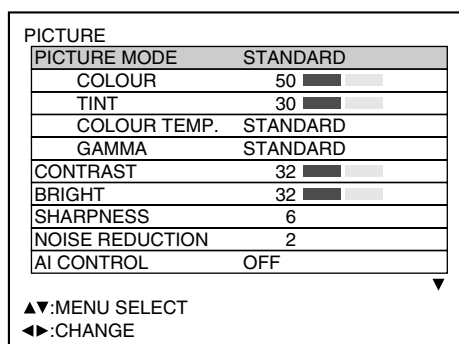 PICTURE
PICTURE MODE STANDARD
COLOUR 50
TINT 30
COLOUR TEMP. STANDARD
GAMMA STANDARD
CONTRAST 32
BRIGHT 32
SHARPNESS 6
NOISE REDUCTION 2
AI CONTROL OFF
▼
▲▼:MENU SELECT
◄►:CHANGE